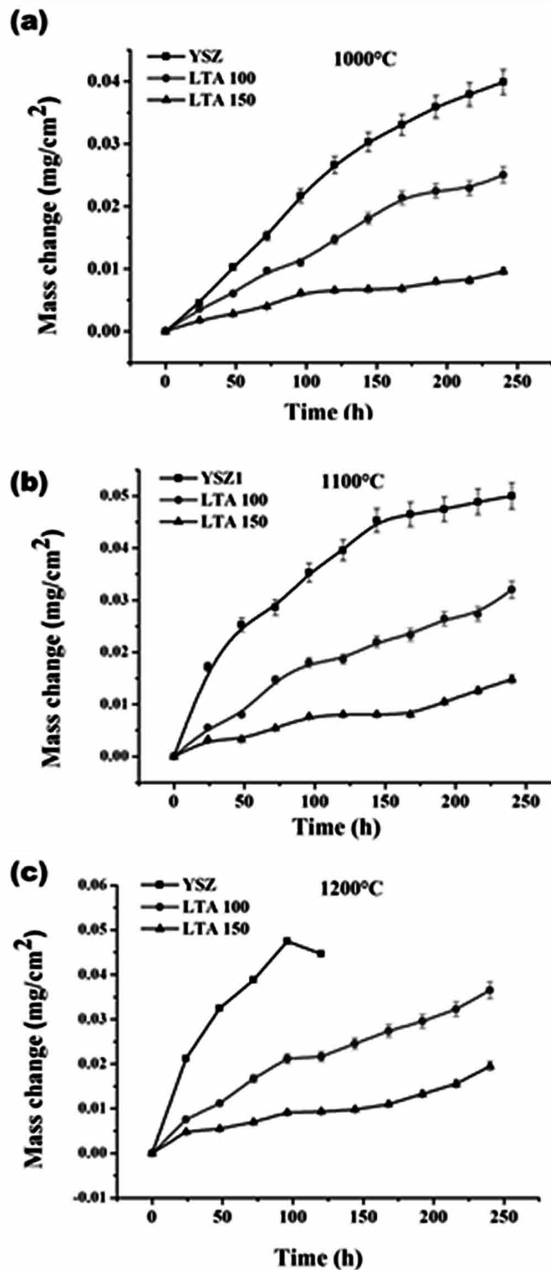 (a)
YSZ
LTA 100
LTA 150
1000°C
Mass change (mg/cm²)
0.04
0.03
0.02
0.01
0.00
0 50 100 150 200 250
Time (h)
(b)
YSZ1
LTA 100
LTA 150
1100°C
Mass change (mg/cm²)
0.05
0.04
0.03
0.02
0.01
0.00
0 50 100 150 200 250
Time (h)
(c)
YSZ
LTA 100
LTA 150
1200°C
Mass change (mg/cm²)
0.06
0.05
0.04
0.03
0.02
0.01
0.00
-0.01
0 50 100 150 200 250
Time (h)